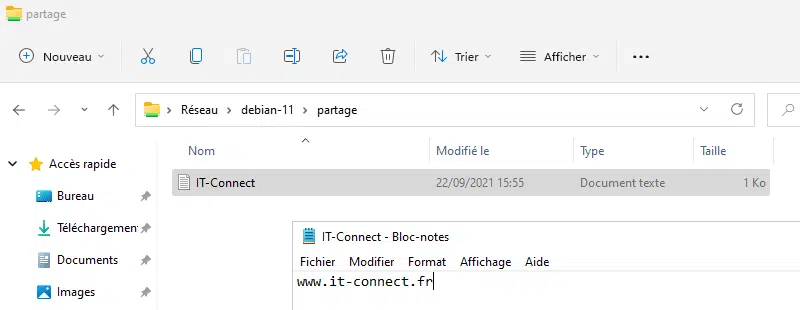 partage
Nouveau Trier Afficher
Réseau debian-11 partage
Nom Modifié le Type Taille
Accès rapide
IT-Connect 22/09/2021 15:55 Document texte 1 Ko
Bureau
Téléchargemen
Documents
Images
IT-Connect - Bloc-notes
Fichier Modifier Format Affichage Aide
www.it-connect.fr